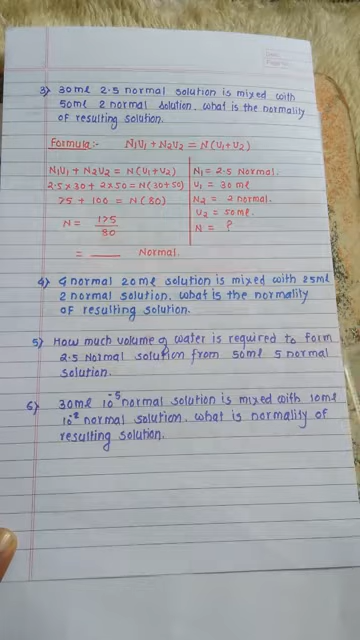 3) 30ml 2.5 normal solution is mixed with
50ml 2 normal solution. what is the normality
of resulting solution.
Formula:- N₁V₁ + N₂V₂ = N(V₁+V₂)
N₁V₁ + N₂V₂ = N(V₁+V₂)
2.5×30 + 2×50 = N(30+50)
75 + 100 = N (80)
N = 175
80
= ____ Normal.
N₁ = 2.5 Normal.
V₁ = 30 ml
N₂ = 2 normal.
V₂ = 50ml.
N = ?
4) 4 normal 20ml solution is mixed with 25ml
2 normal solution. what is the normality
of resulting solution.
5) How much volume of water is required to form
2.5 Normal solution from 50ml 5 normal
solution.
6) 30ml 10⁻⁵ normal solution is mixed with 10ml
10⁻² normal solution. what is normality of
resulting solution.